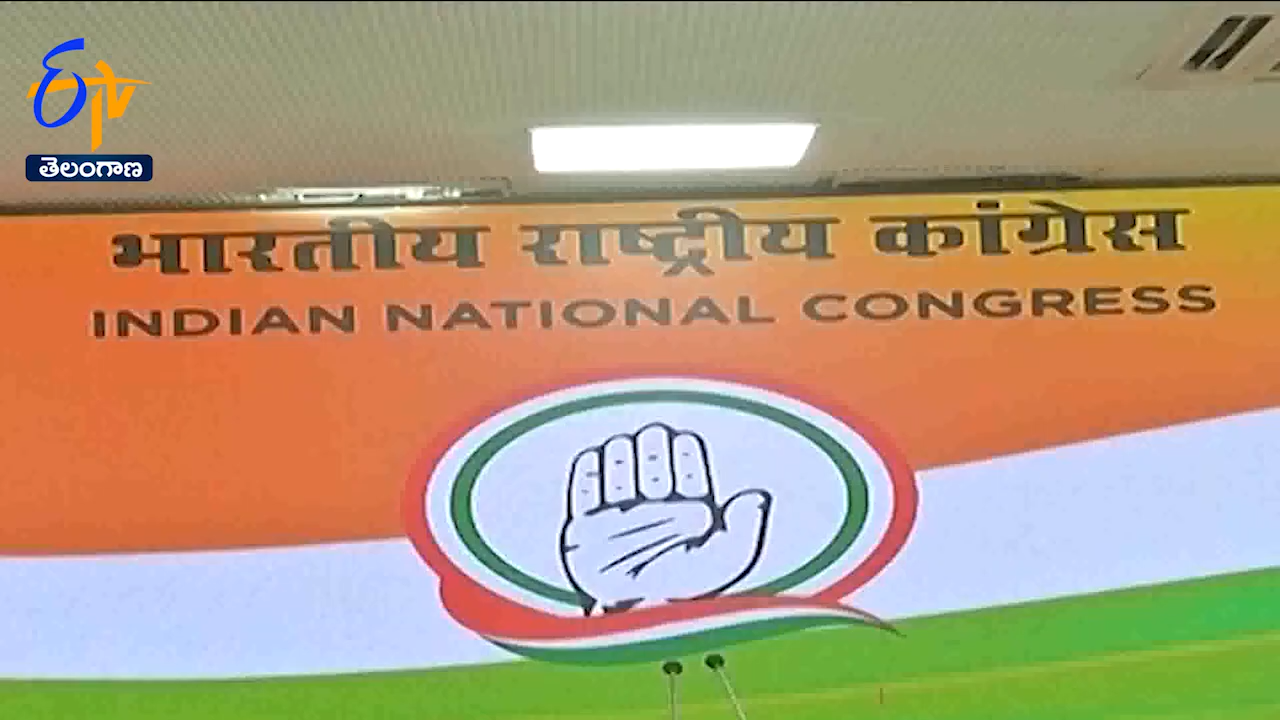 ETV
తెలంగాణ
भारतीय राष्ट्रीय कांग्रेस
INDIAN NATIONAL CONGRESS